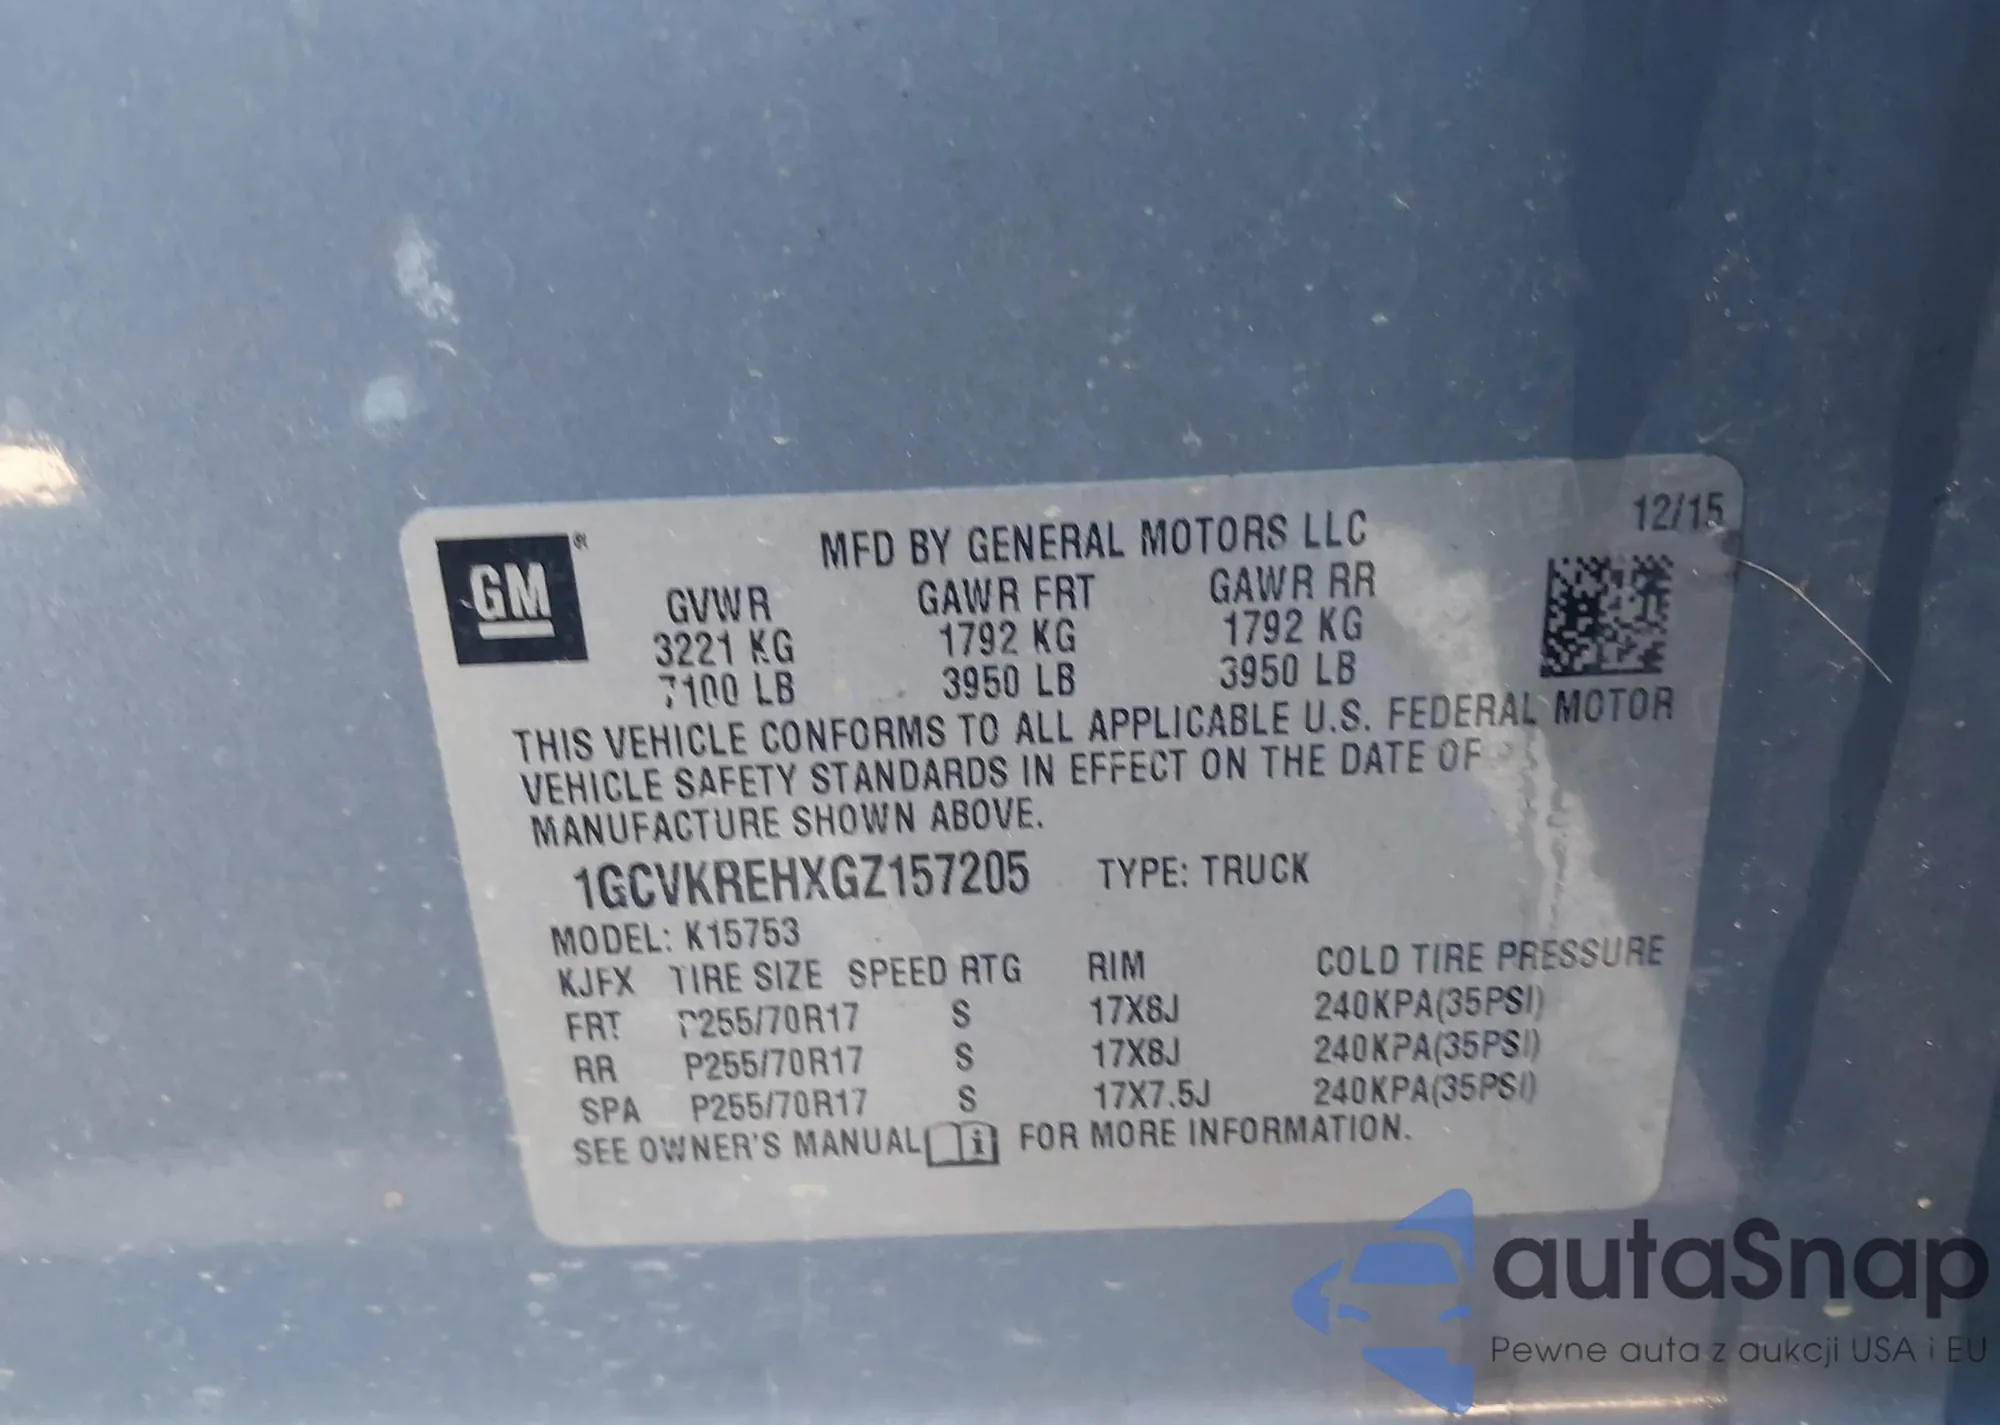 12/15
GM
MFD BY GENERAL MOTORS LLC
GVWR GAWR FRT GAWR RR
3221 KG 1792 KG 1792 KG
7100 LB 3950 LB 3950 LB
THIS VEHICLE CONFORMS TO ALL APPLICABLE U.S. FEDERAL MOTOR
VEHICLE SAFETY STANDARDS IN EFFECT ON THE DATE OF
MANUFACTURE SHOWN ABOVE.
1GCVKREHXGZ157205 TYPE: TRUCK
MODEL: K15753
KJFX TIRE SIZE SPEED RTG RIM COLD TIRE PRESSURE
FRT P255/70R17 S 17X8J 240KPA(35PSI)
RR P255/70R17 S 17X8J 240KPA(35PSI)
SPA P255/70R17 S 17X7.5J 240KPA(35PSI)
SEE OWNER'S MANUAL i FOR MORE INFORMATION.
autaSnap
Pewne auta z aukcji USA i EU